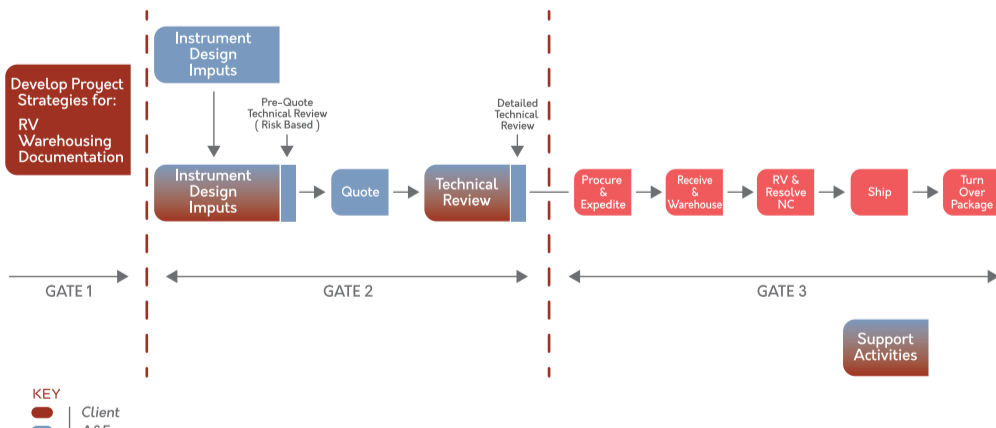 Develop Proyect
Strategies for:
RV
Warehousing
Documentation
Instrument
Design
Imputs
Pre-Quote
Technical Review
( Risk Based )
Detailed
Technical
Review
Instrument
Design
Imputs
Quote
Technical
Review
Procure
&
Expedite
Receive
&
Warehouse
RV &
Resolve
NC
Ship
Turn
Over
Package
GATE 1
GATE 2
GATE 3
Support
Activities
KEY
Client
A&E